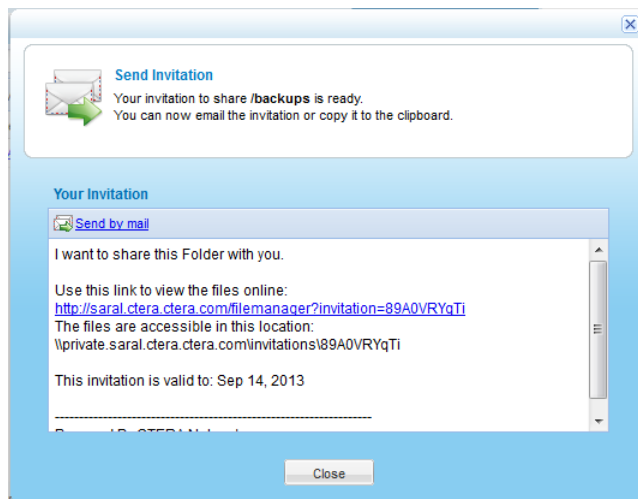 Send Invitation
Your invitation to share /backups is ready.
You can now email the invitation or copy it to the clipboard.
Your Invitation
Send by mail
I want to share this Folder with you.
Use this link to view the files online:
http://saral.ctera.ctera.com/filemanager?invitation=89A0VRYqTi
The files are accessible in this location:
\\private.saral.ctera.ctera.com\invitations\89A0VRYqTi
This invitation is valid to: Sep 14, 2013
----------------------------------------------------------------
Close